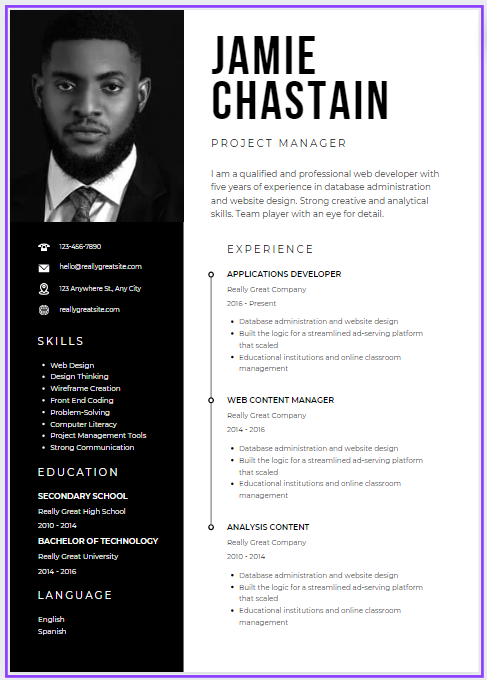 JAMIE
CHASTAIN
PROJECT MANAGER
I am a qualified and professional web developer with
five years of experience in database administration
and website design. Strong creative and analytical
skills. Team player with an eye for detail.
123-456-7890
hello@reallygreatsite.com
123 Anywhere St., Any City
reallygreatsite.com
SKILLS
• Web Design
• Design Thinking
• Wireframe Creation
• Front End Coding
• Problem-Solving
• Computer Literacy
• Project Management Tools
• Strong Communication
EDUCATION
SECONDARY SCHOOL
Really Great High School
2010 - 2014
BACHELOR OF TECHNOLOGY
Really Great University
2014 - 2016
LANGUAGE
English
Spanish
EXPERIENCE
APPLICATIONS DEVELOPER
Really Great Company
2016 - Present
• Database administration and website design
• Built the logic for a streamlined ad-serving platform
that scaled
• Educational institutions and online classroom
management
WEB CONTENT MANAGER
Really Great Company
2014 - 2016
• Database administration and website design
• Built the logic for a streamlined ad-serving platform
that scaled
• Educational institutions and online classroom
management
ANALYSIS CONTENT
Really Great Company
2010 - 2014
• Database administration and website design
• Built the logic for a streamlined ad-serving platform
that scaled
• Educational institutions and online classroom
management